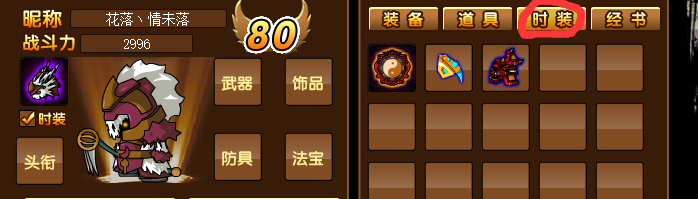 昵称 花落丶情未落
战斗力 2996
80
时装
武器 饰品
头衔
防具 法宝
装备 道具 时装 经书